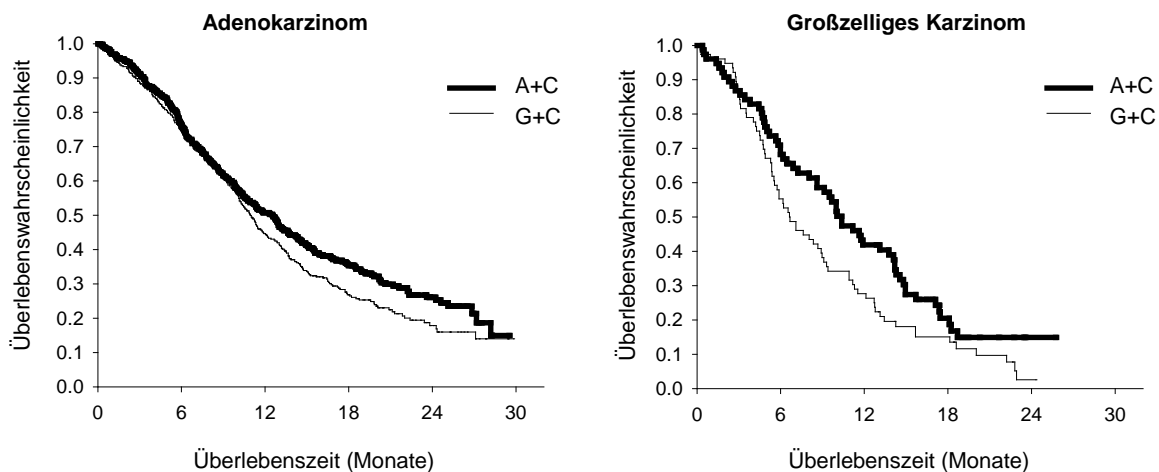 Adenokarzinom
Überlebenswahrscheinlichkeit
1.0
0.9
0.8
0.7
0.6
0.5
0.4
0.3
0.2
0.1
0.0
A+C
G+C
0 6 12 18 24 30
Überlebenszeit (Monate)
Großzelliges Karzinom
Überlebenswahrscheinlichkeit
1.0
0.9
0.8
0.7
0.6
0.5
0.4
0.3
0.2
0.1
0.0
A+C
G+C
0 6 12 18 24 30
Überlebenszeit (Monate)